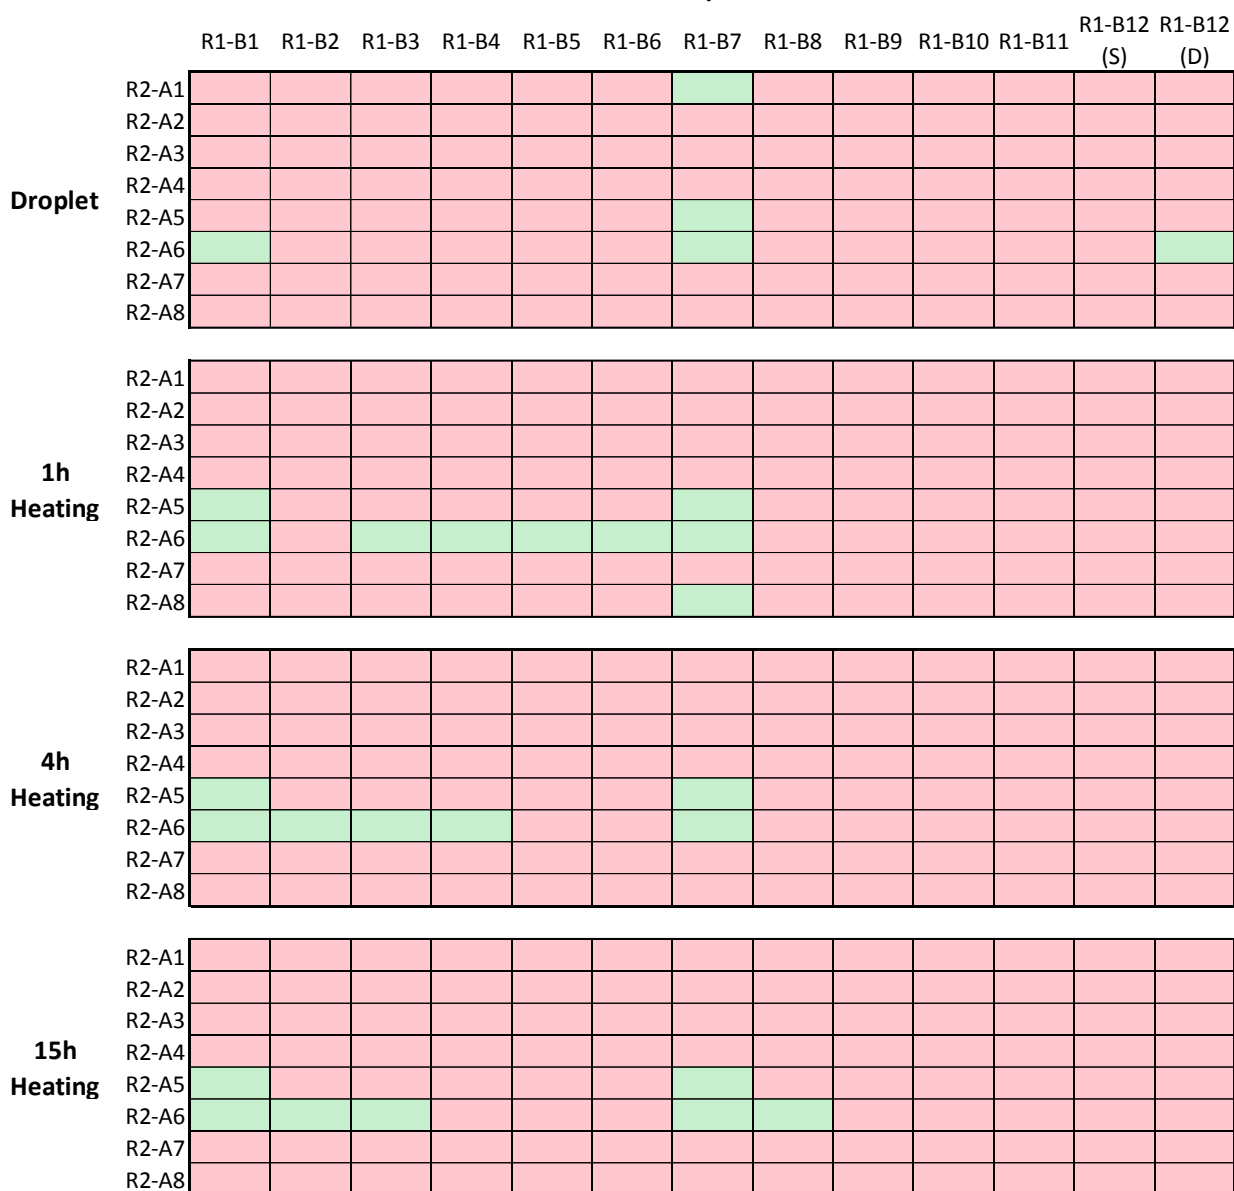 R1-B1 R1-B2 R1-B3 R1-B4 R1-B5 R1-B6 R1-B7 R1-B8 R1-B9 R1-B10 R1-B11 R1-B12 (S) R1-B12 (D)
Droplet
R2-A1
R2-A2
R2-A3
R2-A4
R2-A5
R2-A6
R2-A7
R2-A8
1h
Heating
R2-A1
R2-A2
R2-A3
R2-A4
R2-A5
R2-A6
R2-A7
R2-A8
4h
Heating
R2-A1
R2-A2
R2-A3
R2-A4
R2-A5
R2-A6
R2-A7
R2-A8
15h
Heating
R2-A1
R2-A2
R2-A3
R2-A4
R2-A5
R2-A6
R2-A7
R2-A8